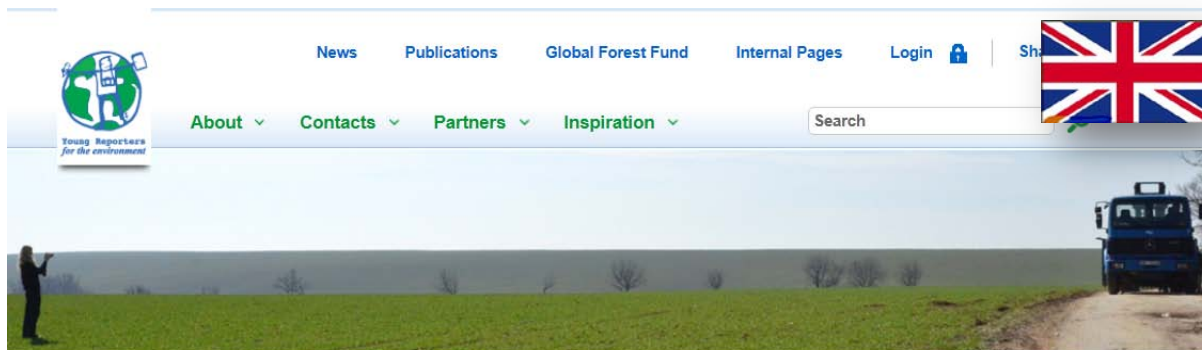 News Publications Global Forest Fund Internal Pages Login
About Contacts Partners Inspiration Search
Young Reporters
for the environment